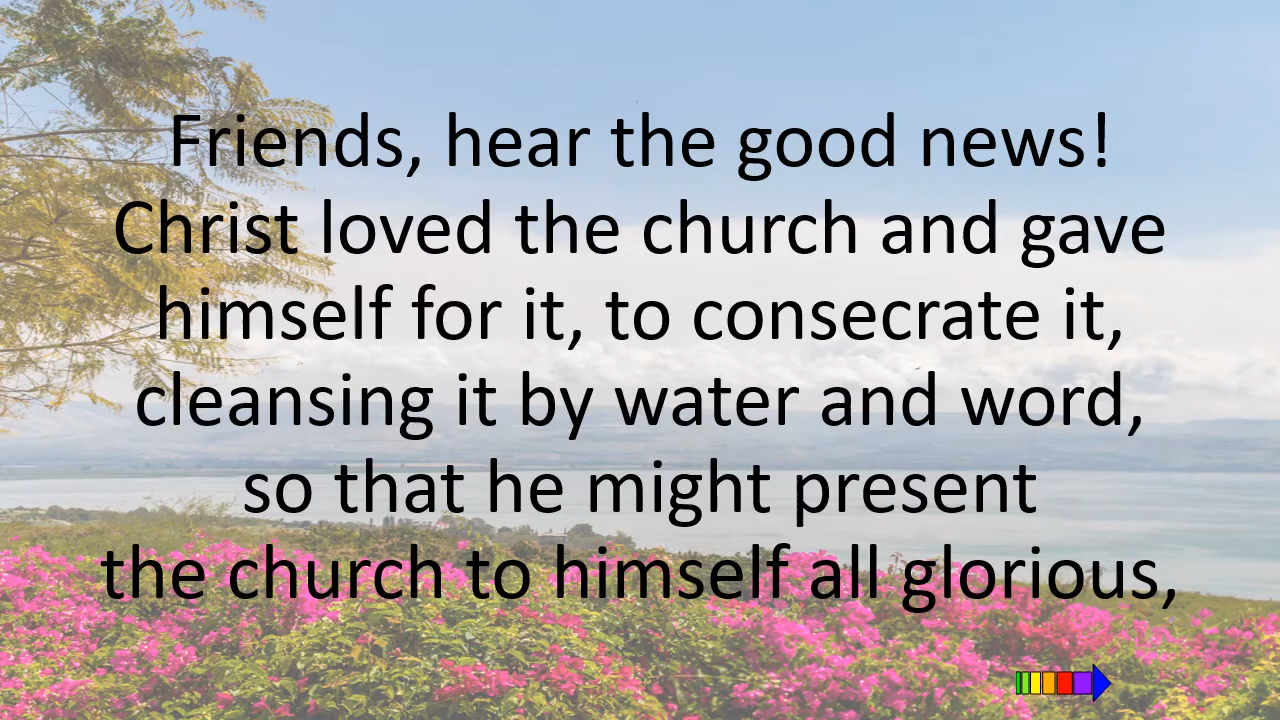 Friends, hear the good news!
Christ loved the church and gave
himself for it, to consecrate it,
cleansing it by water and word,
so that he might present
the church to himself all glorious,